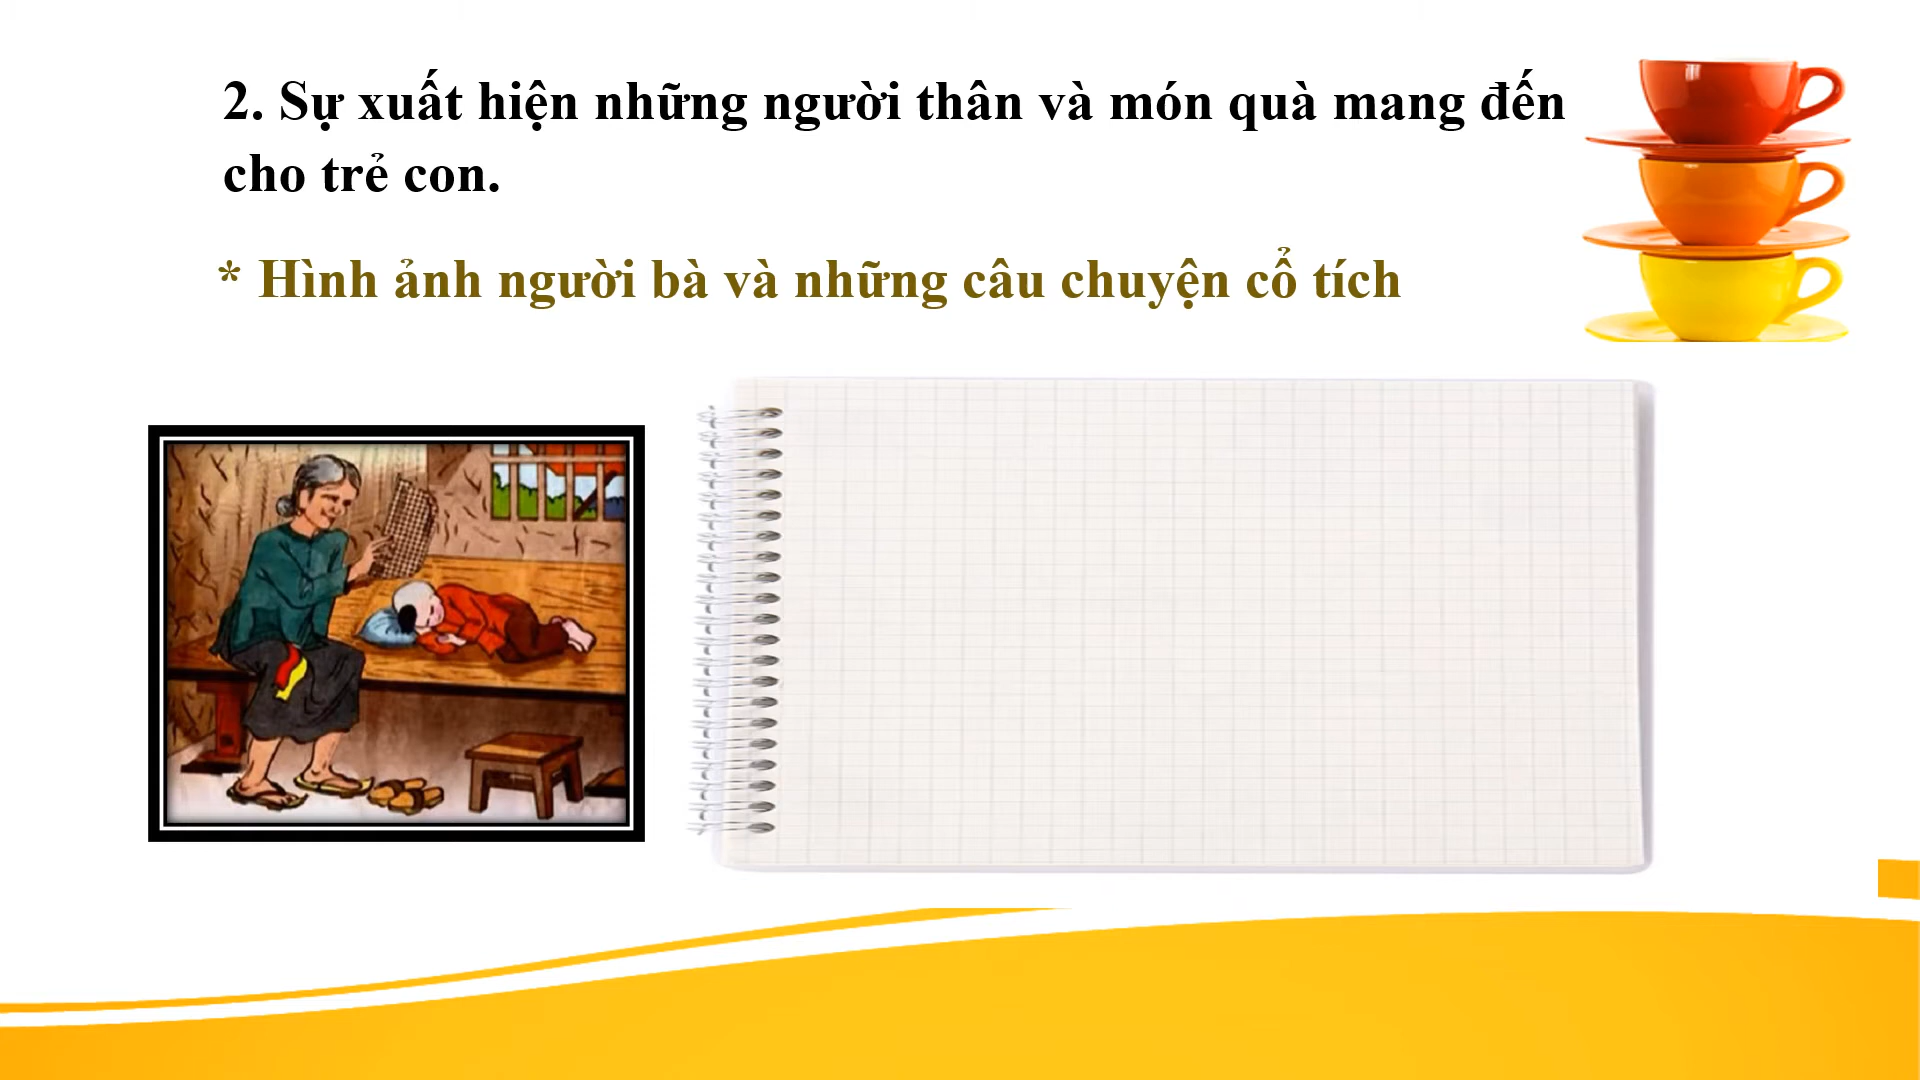 2. Sự xuất hiện những người thân và món quà mang đến
cho trẻ con.
* Hình ảnh người bà và những câu chuyện cổ tích